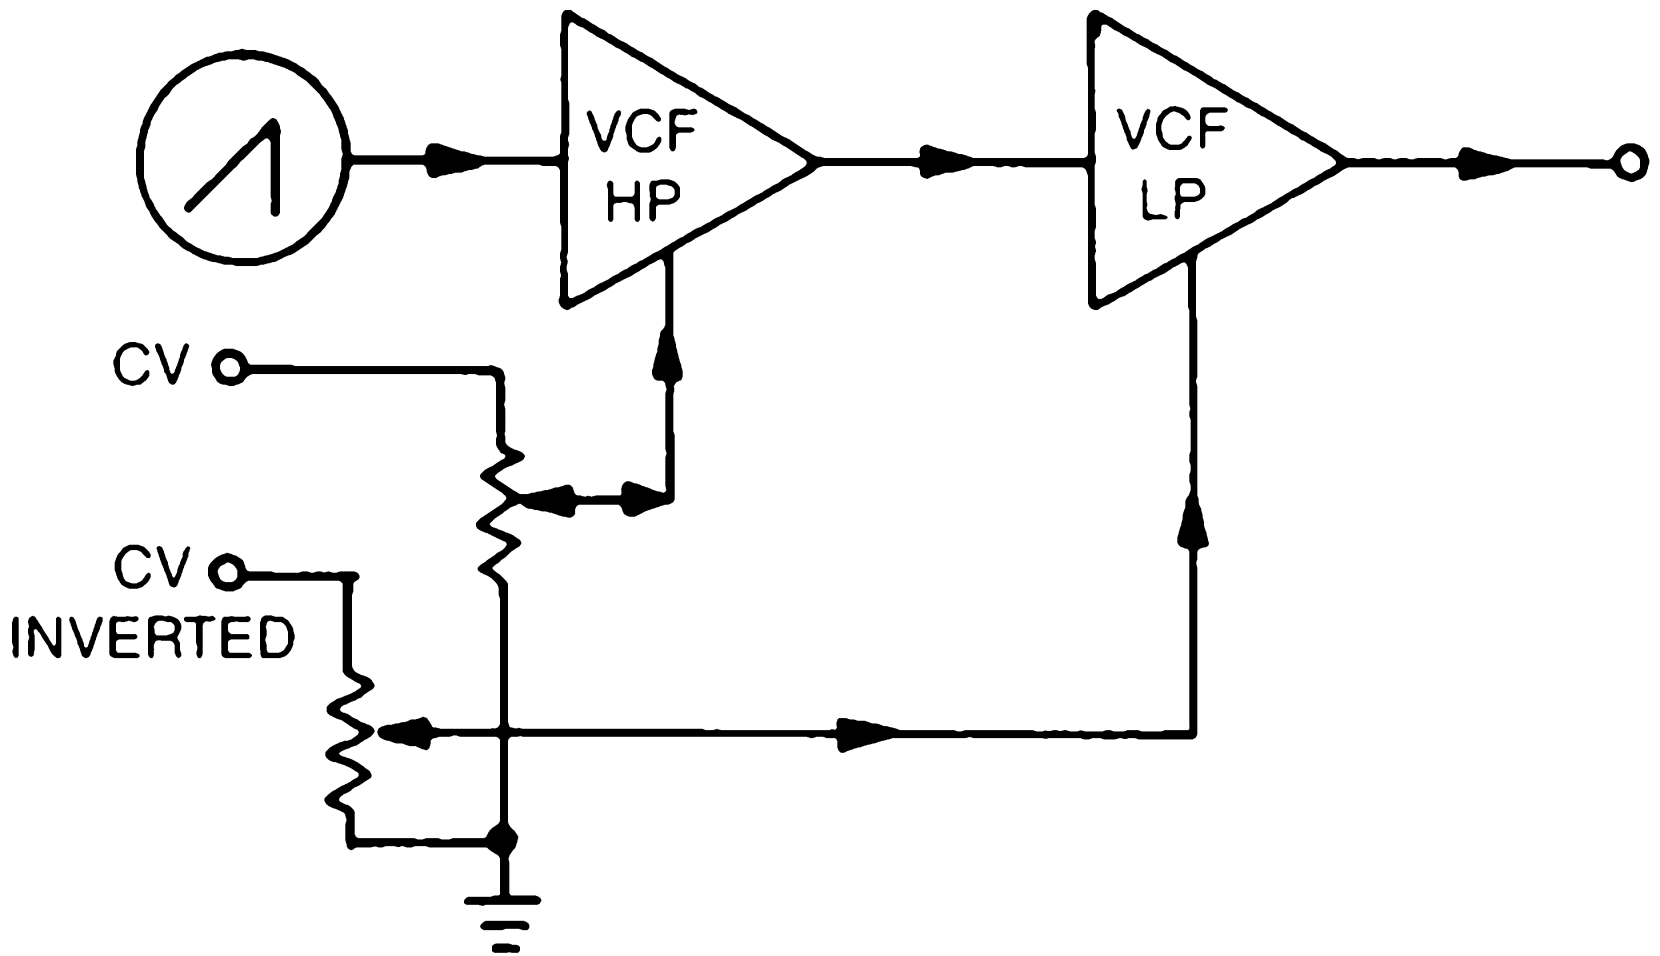 VCF
HP
VCF
LP
CV
CV
INVERTED